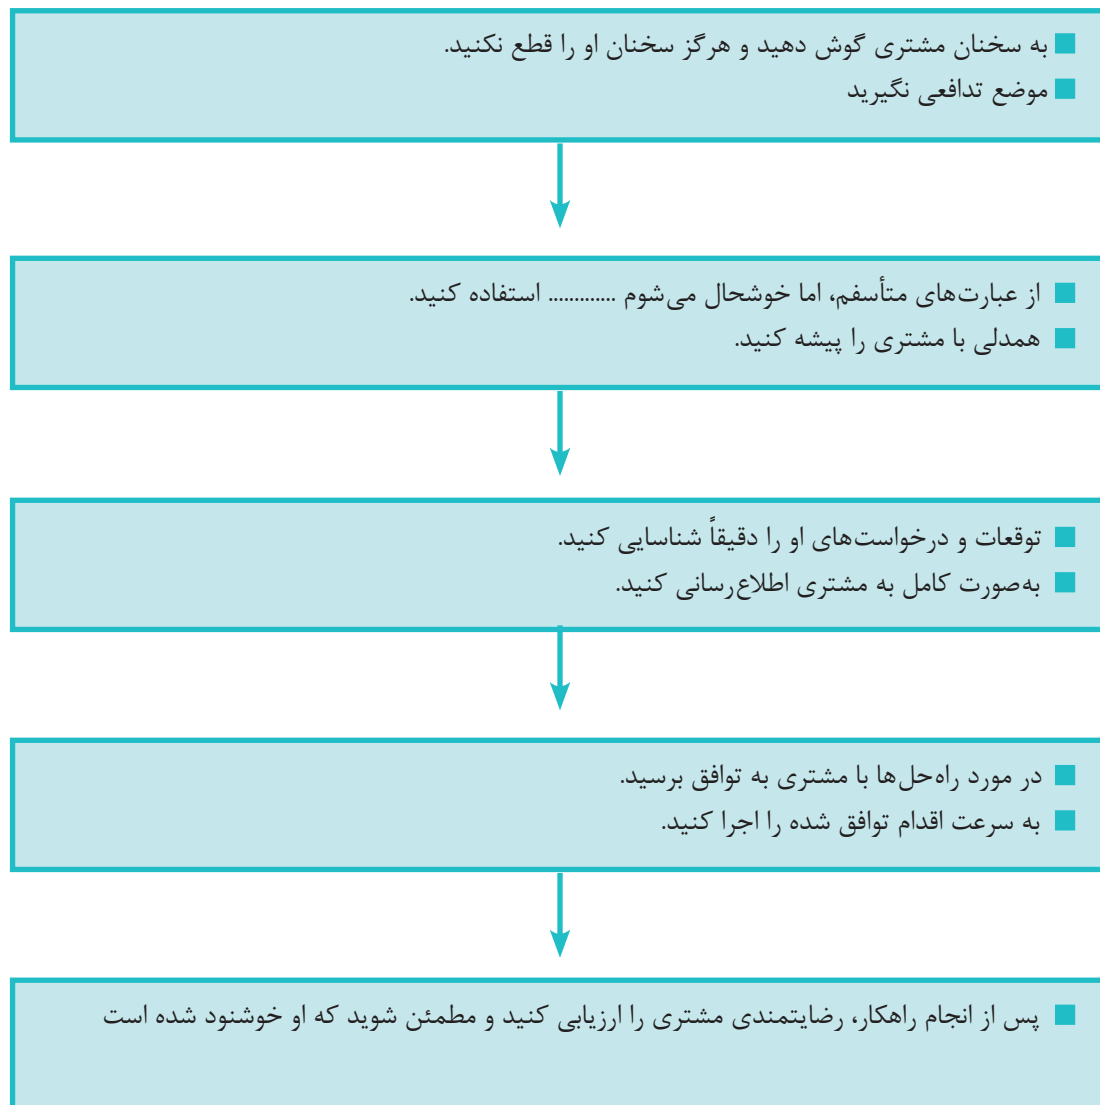 ■ به سخنان مشتری گوش دهید و هرگز سخنان او را قطع نکنید.
■ موضع تدافعی نگیرید
■ از عبارت‌های متأسفم، اما خوشحال می‌شوم ............. استفاده کنید.
■ همدلی با مشتری را پیشه کنید.
■ توقعات و درخواست‌های او را دقیقاً شناسایی کنید.
■ به‌صورت کامل به مشتری اطلاع‌رسانی کنید.
■ در مورد راه‌حل‌ها با مشتری به توافق برسید.
■ به سرعت اقدام توافق شده را اجرا کنید.
■ پس از انجام راهکار، رضایتمندی مشتری را ارزیابی کنید و مطمئن شوید که او خوشنود شده است